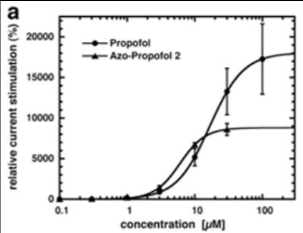 a
relative current stimulation (%)
20000
15000
10000
5000
0
Propofol
Azo-Propofol 2
0.1 1 10 100
concentration [µM]